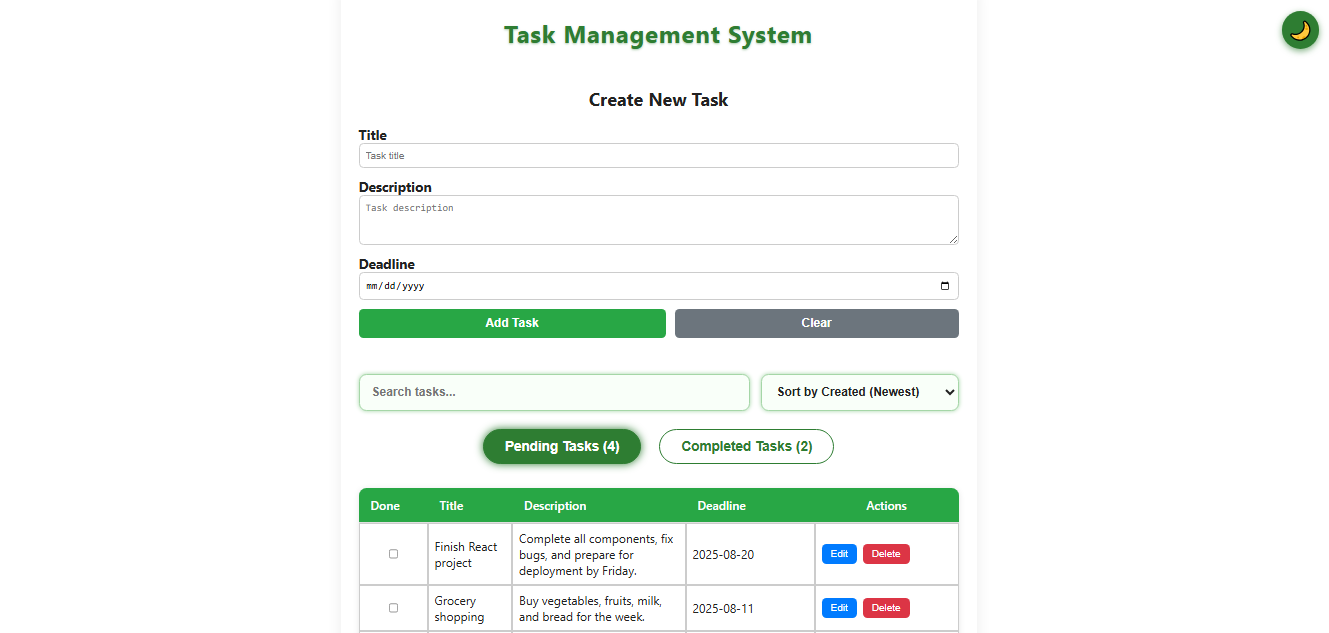 Task Management System
Create New Task
Title
Task title
Description
Task description
Deadline
mm/dd/yyyy
Add Task Clear
Search tasks... Sort by Created (Newest)
Pending Tasks (4) Completed Tasks (2)
Done Title Description Deadline Actions
Finish React project Complete all components, fix bugs, and prepare for deployment by Friday. 2025-08-20 Edit Delete
Grocery shopping Buy vegetables, fruits, milk, and bread for the week. 2025-08-11 Edit Delete